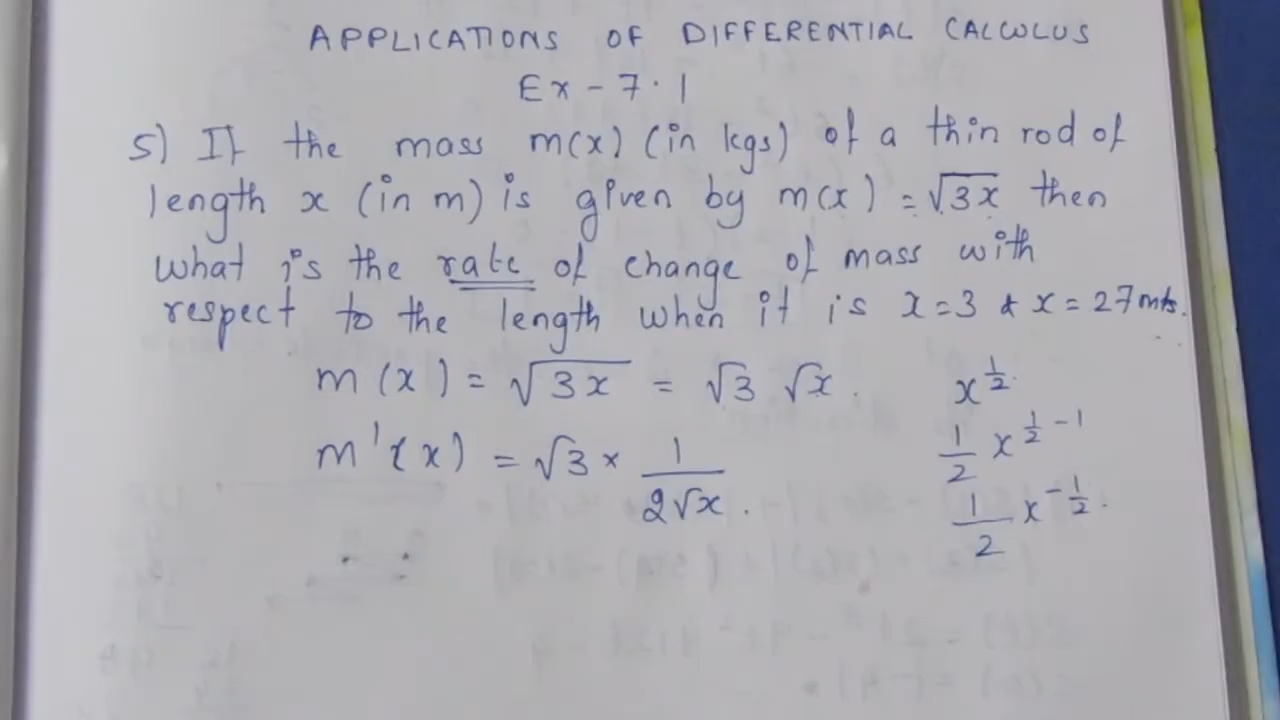 APPLICATIONS OF DIFFERENTIAL CALCULUS
Ex - 7.1
5) If the mass m(x) (in kgs) of a thin rod of
length x (in m) is given by m(x) = √3x then
what is the rate of change of mass with
respect to the length when it is x = 3 & x = 27 mts.
m(x) = √3x = √3 √x.
x^(1/2).
m'(x) = √3 × 1/(2√x).
1/2 x^(1/2 - 1)
1/2 x^(-1/2).